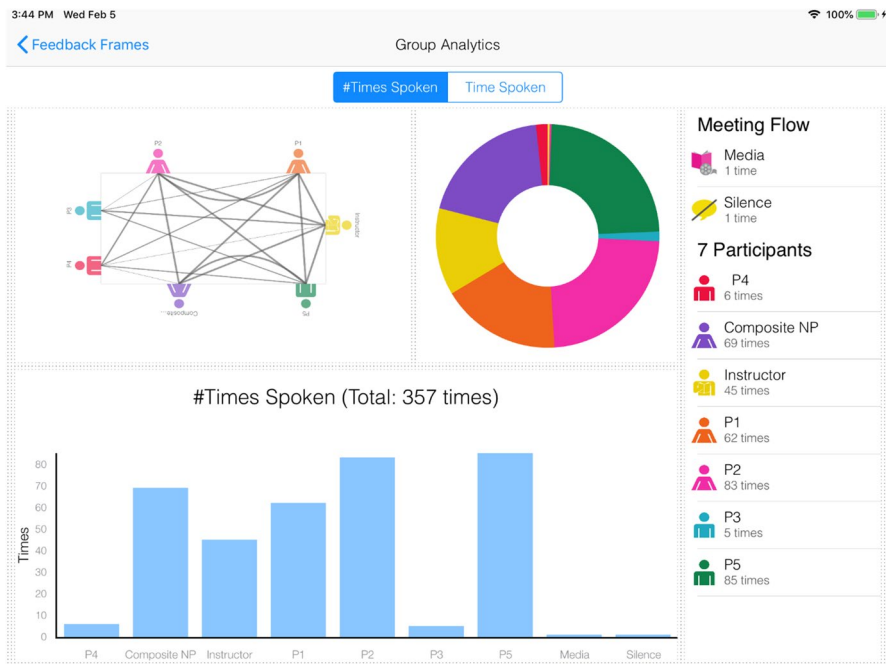 3:44 PM Wed Feb 5
100%
Feedback Frames
Group Analytics
#Times Spoken
Time Spoken
P2
P1
P3
Instructor
P4
Composite ...
P5
Meeting Flow
Media
1 time
Silence
1 time
7 Participants
P4
6 times
Composite NP
69 times
Instructor
45 times
P1
62 times
P2
83 times
P3
5 times
P5
85 times
#Times Spoken (Total: 357 times)
Times
80
70
60
50
40
30
20
10
0
P4 Composite NP Instructor P1 P2 P3 P5 Media Silence